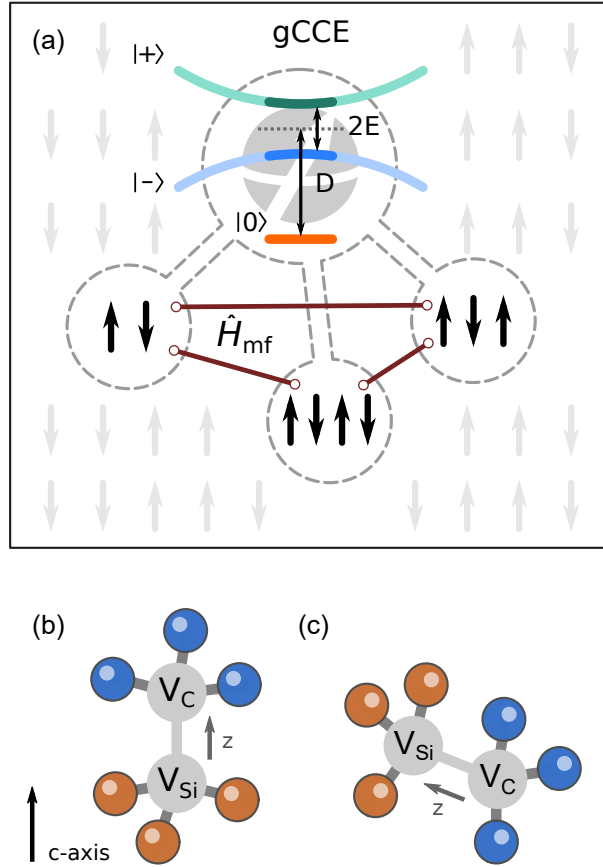 (a)
gCCE
|+⟩
2E
|−⟩
D
|0⟩
Ĥmf
(b)
(c)
VC
z
VSi
c-axis
VSi
VC
z